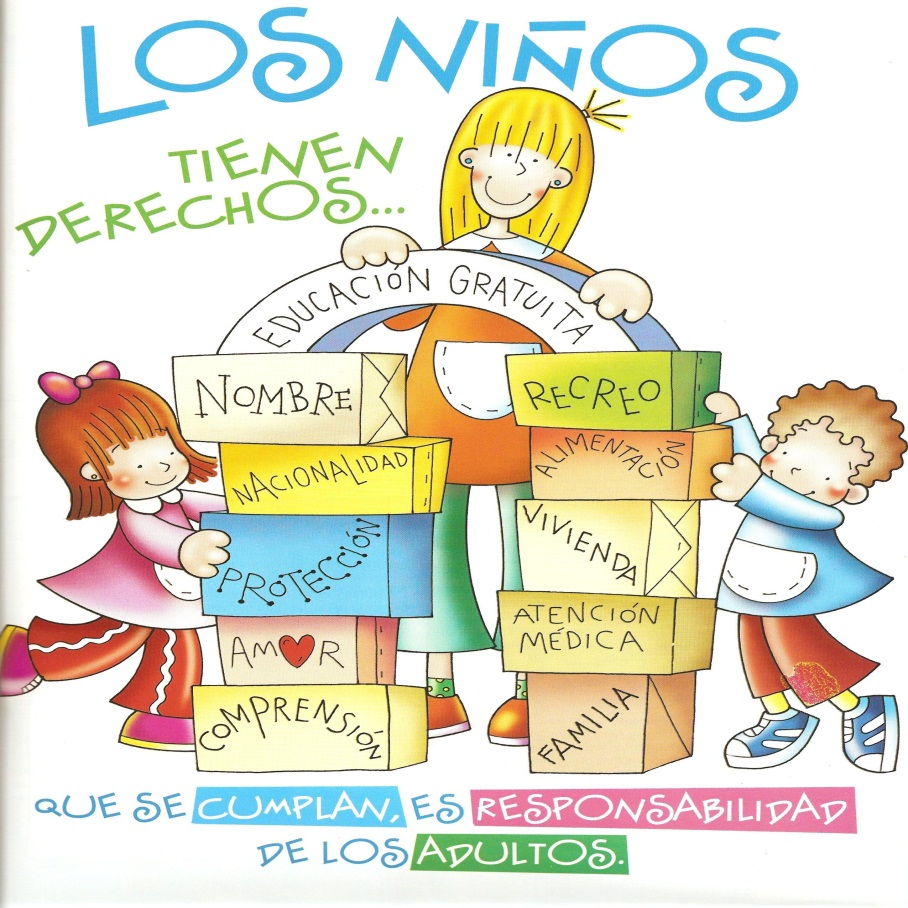 LOS NIÑOS
TIENEN
DERECHOS...
EDUCACIÓN GRATUITA
NOMBRE
NACIONALIDAD
PROTECCIÓN
AMOR
COMPRENSIÓN
RECREO
ALIMENTACIÓN
VIVIENDA
ATENCIÓN
MÉDICA
FAMILIA
QUE SE CUMPLAN, ES RESPONSABILIDAD
DE LOS ADULTOS.